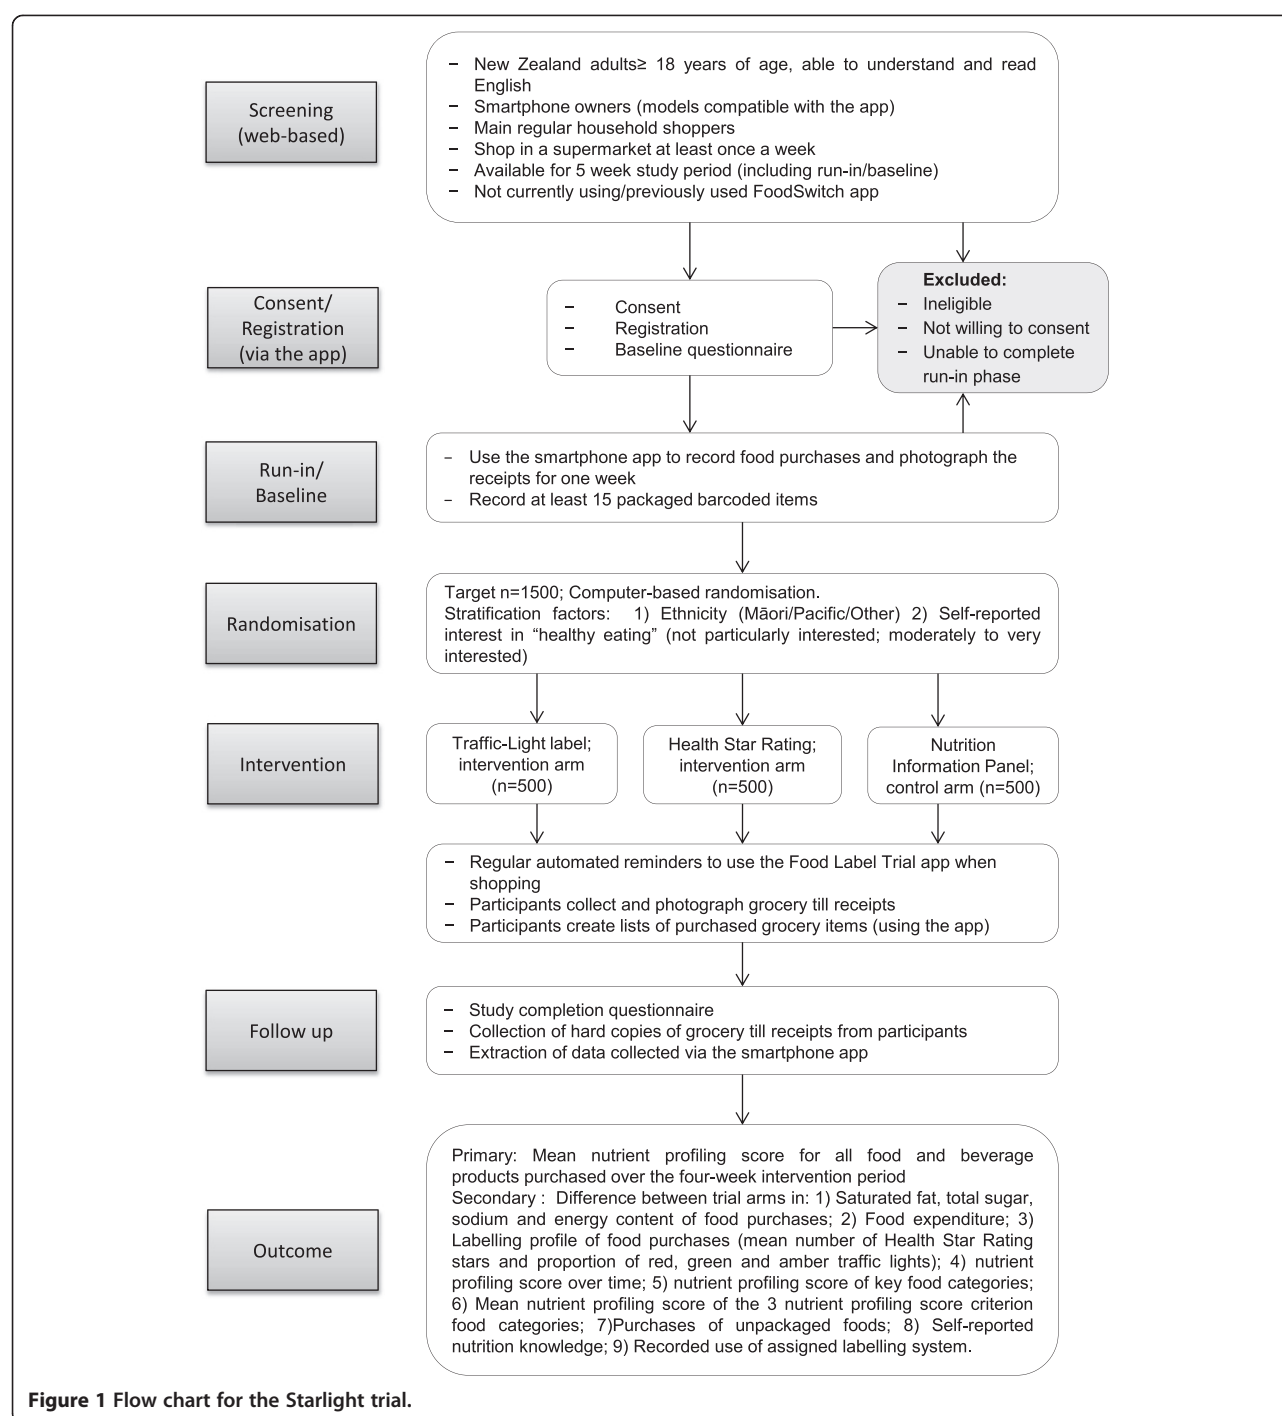 Screening
(web-based)
– New Zealand adults≥ 18 years of age, able to understand and read
English
– Smartphone owners (models compatible with the app)
– Main regular household shoppers
– Shop in a supermarket at least once a week
– Available for 5 week study period (including run-in/baseline)
– Not currently using/previously used FoodSwitch app
Consent/
Registration
(via the app)
– Consent
– Registration
– Baseline questionnaire
Excluded:
– Ineligible
– Not willing to consent
– Unable to complete
run-in phase
Run-in/
Baseline
– Use the smartphone app to record food purchases and photograph the
receipts for one week
– Record at least 15 packaged barcoded items
Randomisation
Target n=1500; Computer-based randomisation.
Stratification factors: 1) Ethnicity (Māori/Pacific/Other) 2) Self-reported
interest in “healthy eating” (not particularly interested; moderately to very
interested)
Intervention
Traffic-Light label;
intervention arm
(n=500)
Health Star Rating;
intervention arm
(n=500)
Nutrition
Information Panel;
control arm (n=500)
– Regular automated reminders to use the Food Label Trial app when
shopping
– Participants collect and photograph grocery till receipts
– Participants create lists of purchased grocery items (using the app)
Follow up
– Study completion questionnaire
– Collection of hard copies of grocery till receipts from participants
– Extraction of data collected via the smartphone app
Outcome
Primary: Mean nutrient profiling score for all food and beverage
products purchased over the four-week intervention period
Secondary : Difference between trial arms in: 1) Saturated fat, total sugar,
sodium and energy content of food purchases; 2) Food expenditure; 3)
Labelling profile of food purchases (mean number of Health Star Rating
stars and proportion of red, green and amber traffic lights); 4) nutrient
profiling score over time; 5) nutrient profiling score of key food categories;
6) Mean nutrient profiling score of the 3 nutrient profiling score criterion
food categories; 7)Purchases of unpackaged foods; 8) Self-reported
nutrition knowledge; 9) Recorded use of assigned labelling system.
Figure 1 Flow chart for the Starlight trial.